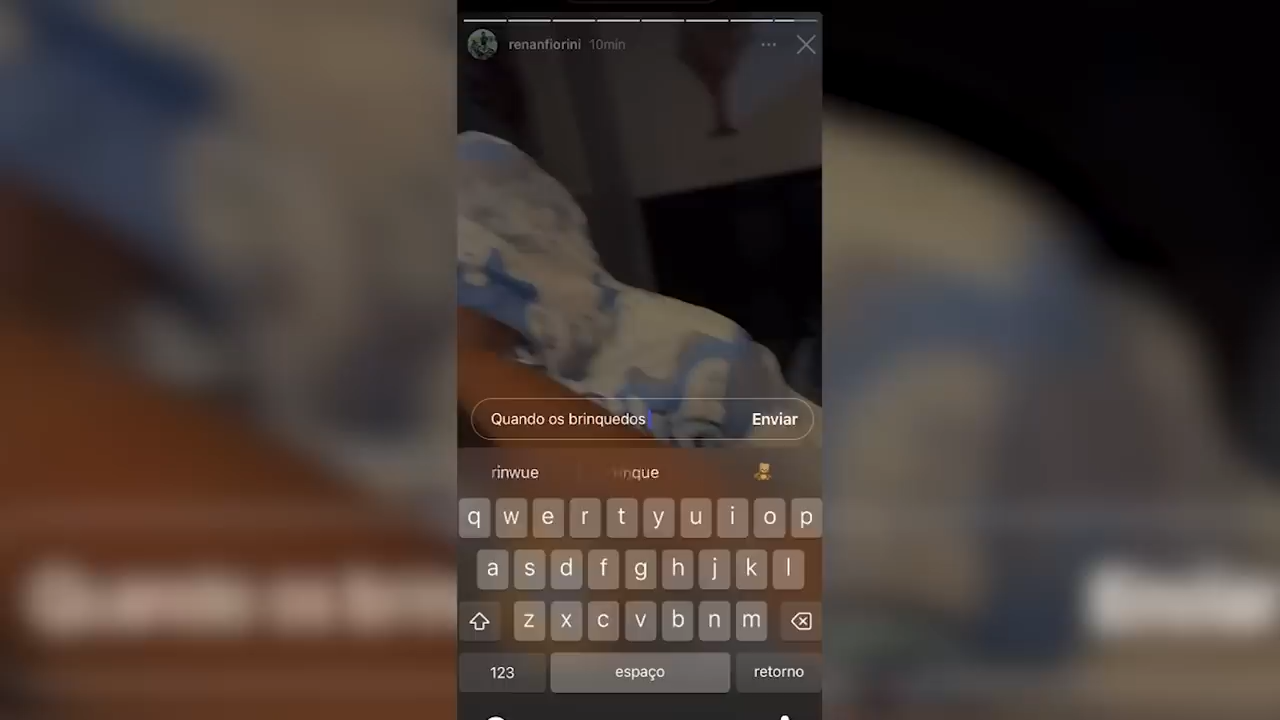 renanfiorini 10min
Quando os brinquedos Enviar
rinwue
q w e r t y u i o p
a s d f g h j k l
z x c v b n m
123 espaço retorno